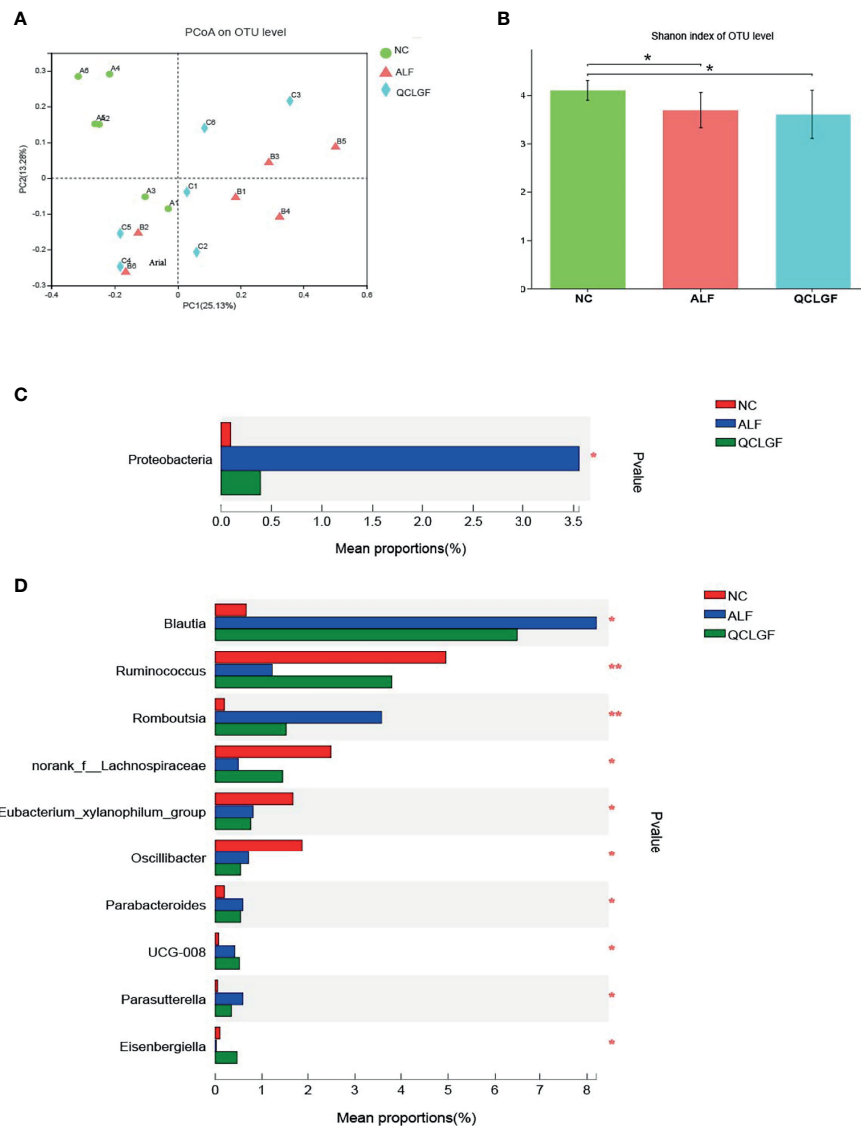 A
PCoA on OTU level
NC
ALF
QCLGF
PC2(13.28%)
0.3
0.2
0.1
0
-0.1
-0.2
-0.3
A6
A4
A2
C3
C6
B5
B3
A3
C1
B1
A1
B4
C5
B2
C2
C4
B6
Arial
-0.4
-0.2
0
0.2
0.4
0.6
PC1(25.13%)
B
Shanon index of OTU level
*
*
4
3
2
1
0
NC
ALF
QCLGF
C
NC
ALF
QCLGF
Proteobacteria
*
Pvalue
0.0 0.5 1.0 1.5 2.0 2.5 3.0 3.5
Mean proportions(%)
D
NC
ALF
QCLGF
Blautia *
Ruminococcus **
Romboutsia **
norank_f__Lachnospiraceae *
Eubacterium_xylanophilum_group *
Oscillibacter *
Parabacteroides *
UCG-008 *
Parasutterella *
Eisenbergiella *
Pvalue
0 1 2 3 4 5 6 7 8
Mean proportions(%)